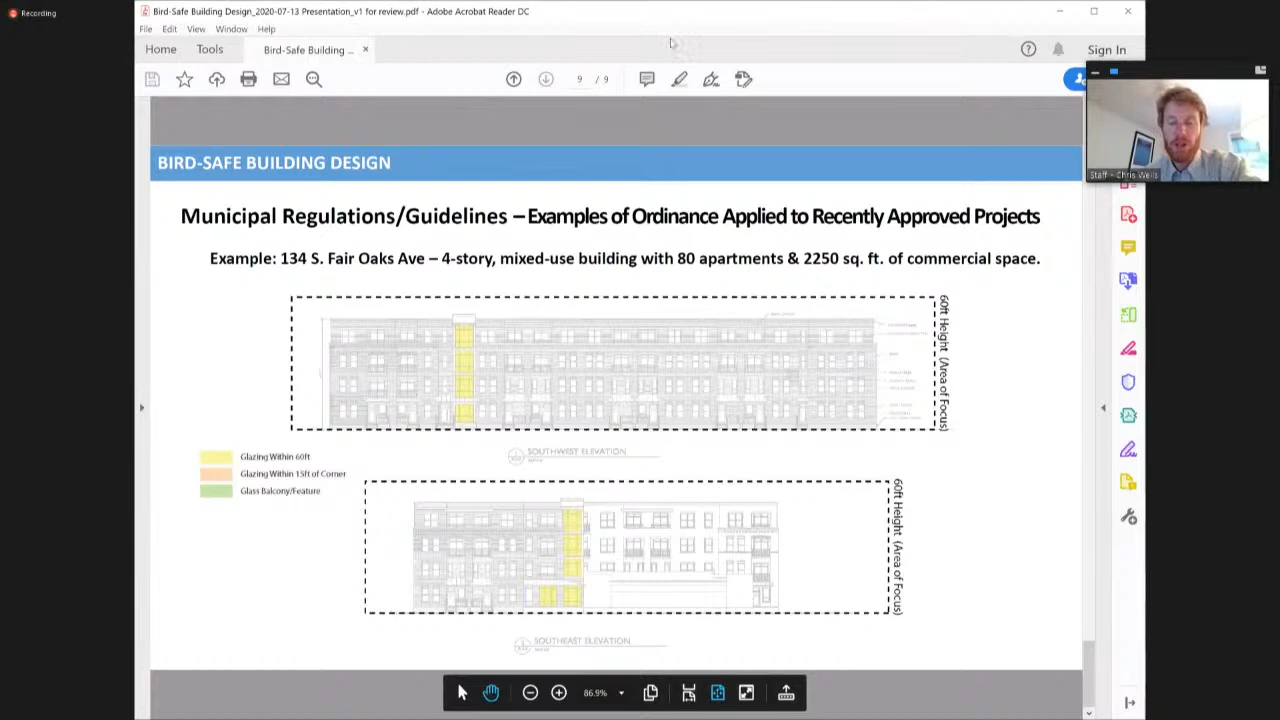 Recording
Bird-Safe Building Design_2020-07-13 Presentation_v1 for review.pdf - Adobe Acrobat Reader DC
File Edit View Window Help
Home Tools Bird-Safe Building ... × Sign In
9 / 9
Staff - Chris Wells
BIRD-SAFE BUILDING DESIGN
Municipal Regulations/Guidelines – Examples of Ordinance Applied to Recently Approved Projects
Example: 134 S. Fair Oaks Ave – 4-story, mixed-use building with 80 apartments & 2250 sq. ft. of commercial space.
60ft Height (Area of Focus)
SOUTHWEST ELEVATION
Glazing Within 60ft
Glazing Within 15ft of Corner
Glass Balcony/Feature
60ft Height (Area of Focus)
SOUTHEAST ELEVATION
86.9%